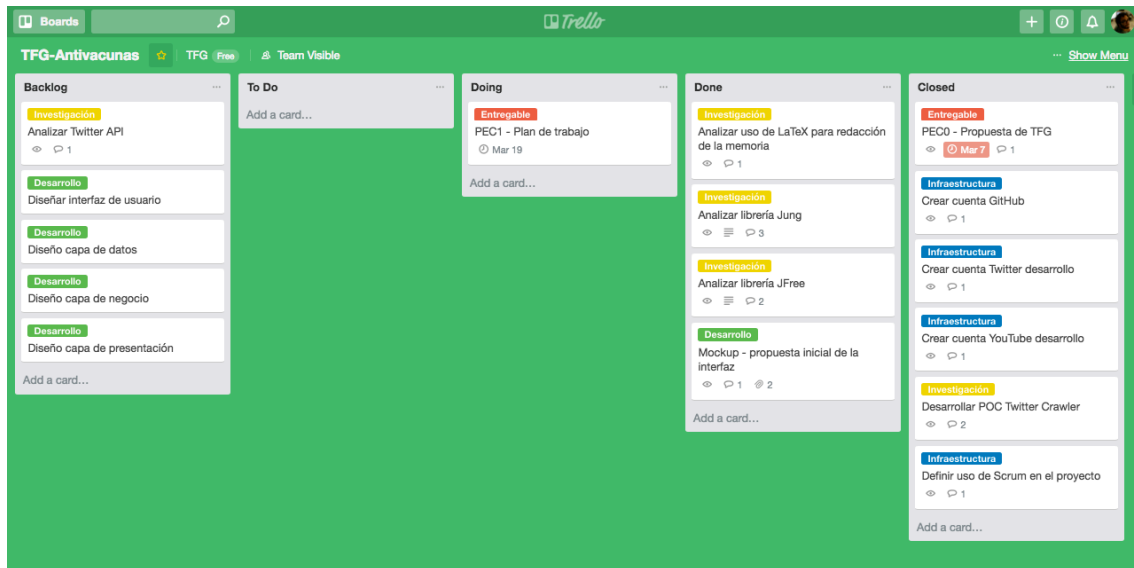 Boards
Trello
TFG-Antivacunas
TFG
Free
Team Visible
... Show Menu
Backlog
...
Investigación
Analizar Twitter API
1
Desarrollo
Diseñar interfaz de usuario
Desarrollo
Diseño capa de datos
Desarrollo
Diseño capa de negocio
Desarrollo
Diseño capa de presentación
Add a card...
To Do
...
Add a card...
Doing
...
Entregable
PEC1 - Plan de trabajo
Mar 19
Add a card...
Done
...
Investigación
Analizar uso de LaTeX para redacción
de la memoria
1
Investigación
Analizar librería Jung
3
Investigación
Analizar librería JFree
2
Desarrollo
Mockup - propuesta inicial de la
interfaz
1 2
Add a card...
Closed
...
Entregable
PEC0 - Propuesta de TFG
Mar 7 1
Infraestructura
Crear cuenta GitHub
1
Infraestructura
Crear cuenta Twitter desarrollo
1
Infraestructura
Crear cuenta YouTube desarrollo
1
Investigación
Desarrollar POC Twitter Crawler
2
Infraestructura
Definir uso de Scrum en el proyecto
1
Add a card...